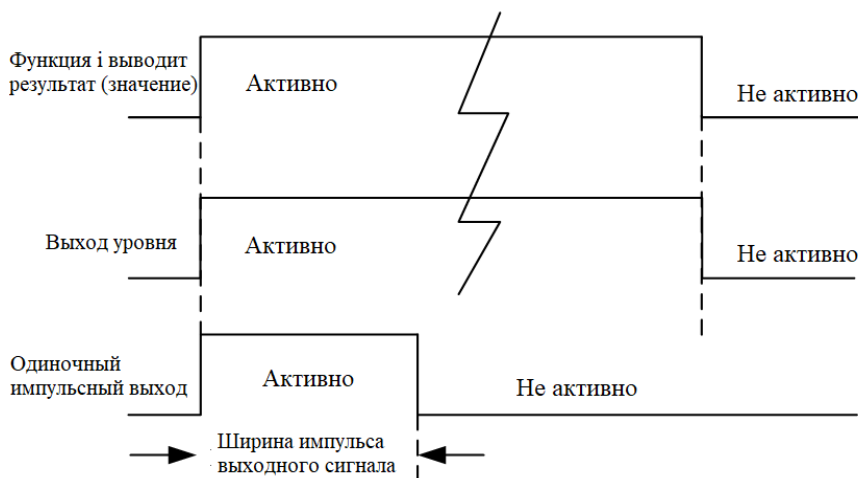 Функция i выводит
результат (значение)
Активно
Не активно
Выход уровня
Активно
Не активно
Одиночный
импульсный выход
Активно
Не активно
Ширина импульса
выходного сигнала